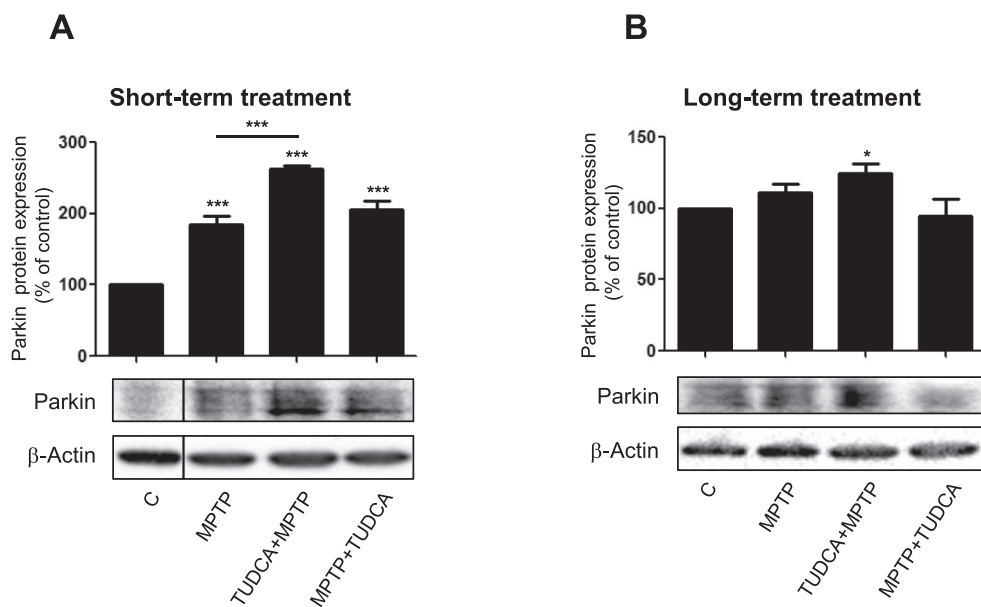 A
Short-term treatment
Parkin protein expression
(% of control)
300
200
100
0
***
***
***
***
Parkin
β-Actin
C
MPTP
TUDCA+MPTP
MPTP+TUDCA
B
Long-term treatment
Parkin protein expression
(% of control)
150
100
50
0
*
Parkin
β-Actin
C
MPTP
TUDCA+MPTP
MPTP+TUDCA